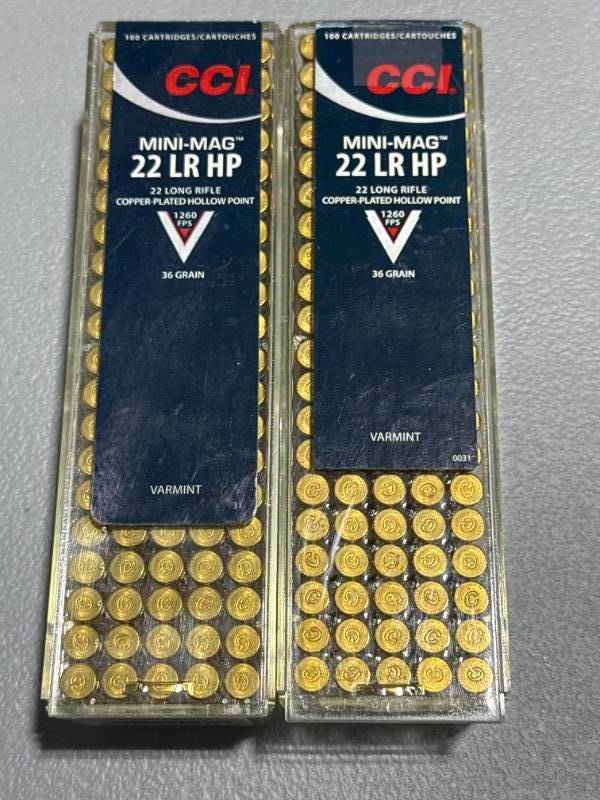 100 CARTRIDGES/CARTOUCHES
CCI
MINI-MAG™
22 LR HP
22 LONG RIFLE
COPPER-PLATED HOLLOW POINT
1260
FPS
36 GRAIN
VARMINT
31
100 CARTRIDGES/CARTOUCHES
CCI
MINI-MAG™
22 LR HP
22 LONG RIFLE
COPPER-PLATED HOLLOW POINT
1260
FPS
36 GRAIN
VARMINT
0031